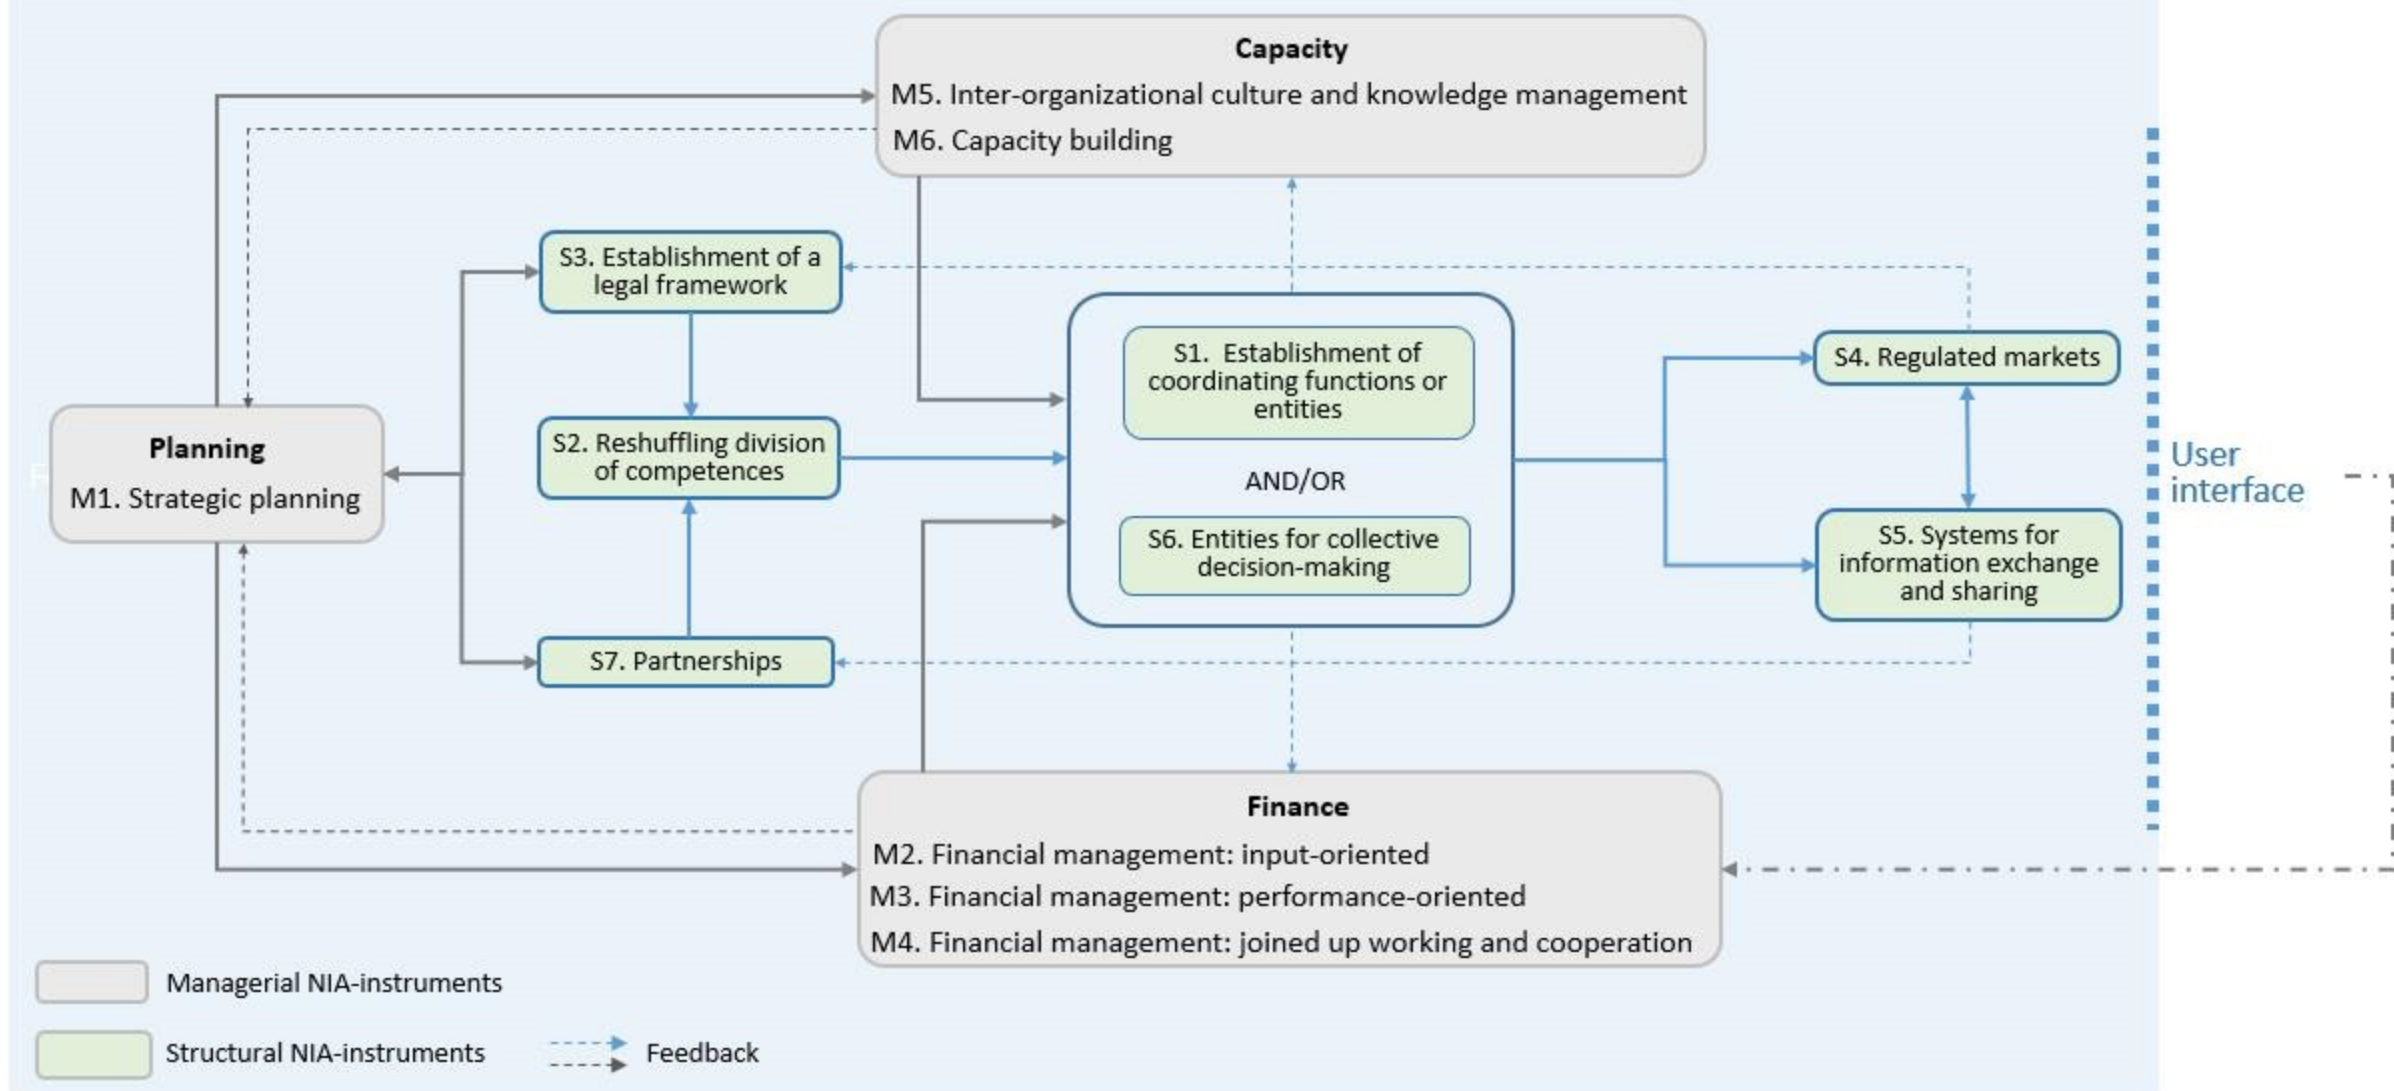 Capacity
M5. Inter-organizational culture and knowledge management
M6. Capacity building
S3. Establishment of a
legal framework
S1. Establishment of
coordinating functions or
entities
S4. Regulated markets
Planning
M1. Strategic planning
S2. Reshuffling division
of competences
AND/OR
User
interface
S6. Entities for collective
decision-making
S5. Systems for
information exchange
and sharing
S7. Partnerships
Finance
M2. Financial management: input-oriented
M3. Financial management: performance-oriented
M4. Financial management: joined up working and cooperation
Managerial NIA-instruments
Structural NIA-instruments
Feedback